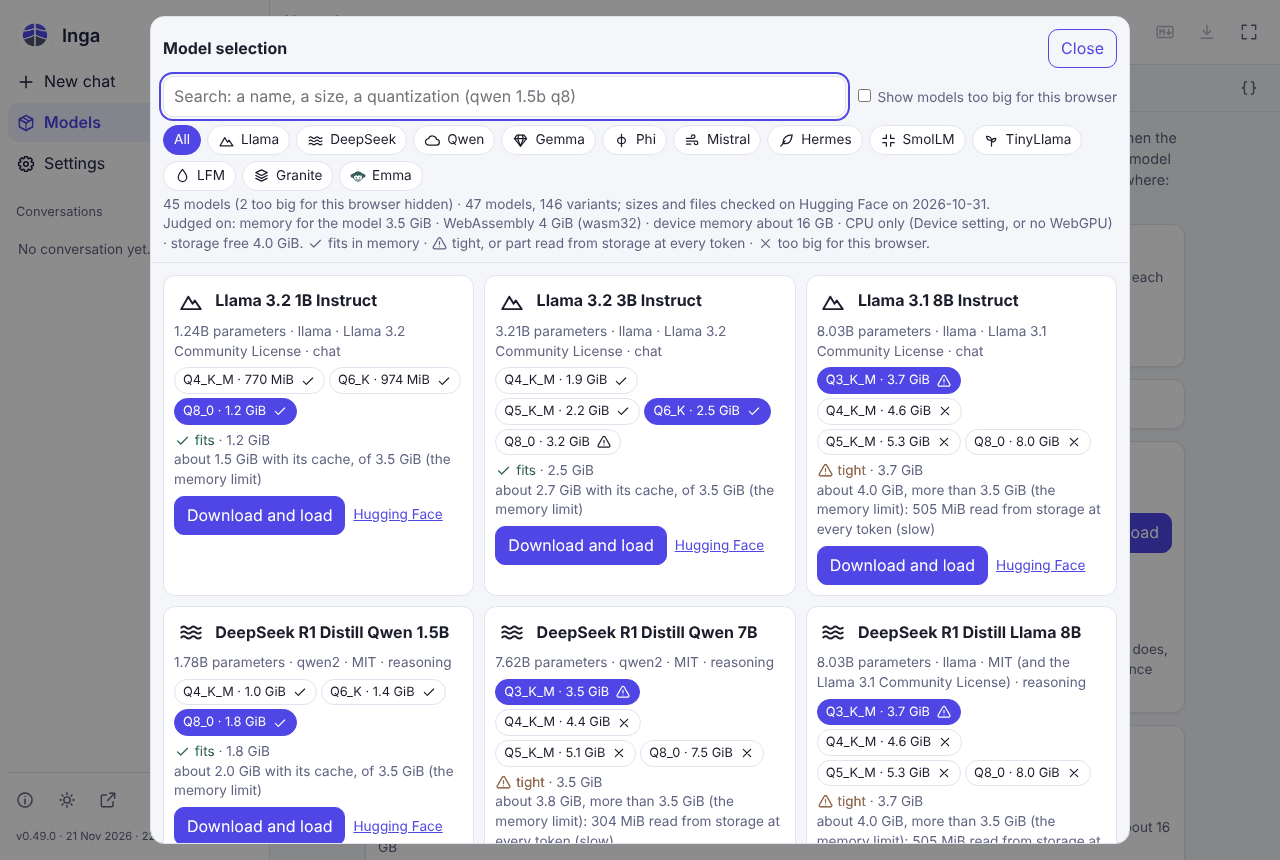 Inga
New chat
Models
Settings
Conversations
No conversation yet.
v0.49.0 · 21 Nov 2026 · 22
Model selection
Close
Search: a name, a size, a quantization (qwen 1.5b q8)
Show models too big for this browser
All
Llama
DeepSeek
Qwen
Gemma
Phi
Mistral
Hermes
SmolLM
TinyLlama
LFM
Granite
Emma
45 models (2 too big for this browser hidden) · 47 models, 146 variants; sizes and files checked on Hugging Face on 2026-10-31.
Judged on: memory for the model 3.5 GiB · WebAssembly 4 GiB (wasm32) · device memory about 16 GB · CPU only (Device setting, or no WebGPU)
· storage free 4.0 GiB. ✓ fits in memory · ⚠ tight, or part read from storage at every token · ✕ too big for this browser.
Llama 3.2 1B Instruct
1.24B parameters · llama · Llama 3.2
Community License · chat
Q4_K_M · 770 MiB ✓
Q6_K · 974 MiB ✓
Q8_0 · 1.2 GiB ✓
✓ fits · 1.2 GiB
about 1.5 GiB with its cache, of 3.5 GiB (the
memory limit)
Download and load
Hugging Face
Llama 3.2 3B Instruct
3.21B parameters · llama · Llama 3.2
Community License · chat
Q4_K_M · 1.9 GiB ✓
Q5_K_M · 2.2 GiB ✓
Q6_K · 2.5 GiB ✓
Q8_0 · 3.2 GiB ⚠
✓ fits · 2.5 GiB
about 2.7 GiB with its cache, of 3.5 GiB (the
memory limit)
Download and load
Hugging Face
Llama 3.1 8B Instruct
8.03B parameters · llama · Llama 3.1
Community License · chat
Q3_K_M · 3.7 GiB ⚠
Q4_K_M · 4.6 GiB ✕
Q5_K_M · 5.3 GiB ✕
Q8_0 · 8.0 GiB ✕
⚠ tight · 3.7 GiB
about 4.0 GiB, more than 3.5 GiB (the
memory limit): 505 MiB read from storage at
every token (slow)
Download and load
Hugging Face
DeepSeek R1 Distill Qwen 1.5B
1.78B parameters · qwen2 · MIT · reasoning
Q4_K_M · 1.0 GiB ✓
Q6_K · 1.4 GiB ✓
Q8_0 · 1.8 GiB ✓
✓ fits · 1.8 GiB
about 2.0 GiB with its cache, of 3.5 GiB (the
memory limit)
Download and load
Hugging Face
DeepSeek R1 Distill Qwen 7B
7.62B parameters · qwen2 · MIT · reasoning
Q3_K_M · 3.5 GiB ⚠
Q4_K_M · 4.4 GiB ✕
Q5_K_M · 5.1 GiB ✕
Q8_0 · 7.5 GiB ✕
⚠ tight · 3.5 GiB
about 3.8 GiB, more than 3.5 GiB (the
memory limit): 304 MiB read from storage at
every token (slow)
DeepSeek R1 Distill Llama 8B
8.03B parameters · llama · MIT (and the
Llama 3.1 Community License) · reasoning
Q3_K_M · 3.7 GiB ⚠
Q4_K_M · 4.6 GiB ✕
Q5_K_M · 5.3 GiB ✕
Q8_0 · 8.0 GiB ✕
⚠ tight · 3.7 GiB
about 4.0 GiB, more than 3.5 GiB (the
memory limit): 505 MiB read from storage at
{}
the
model
where:
each
does,
16
GB